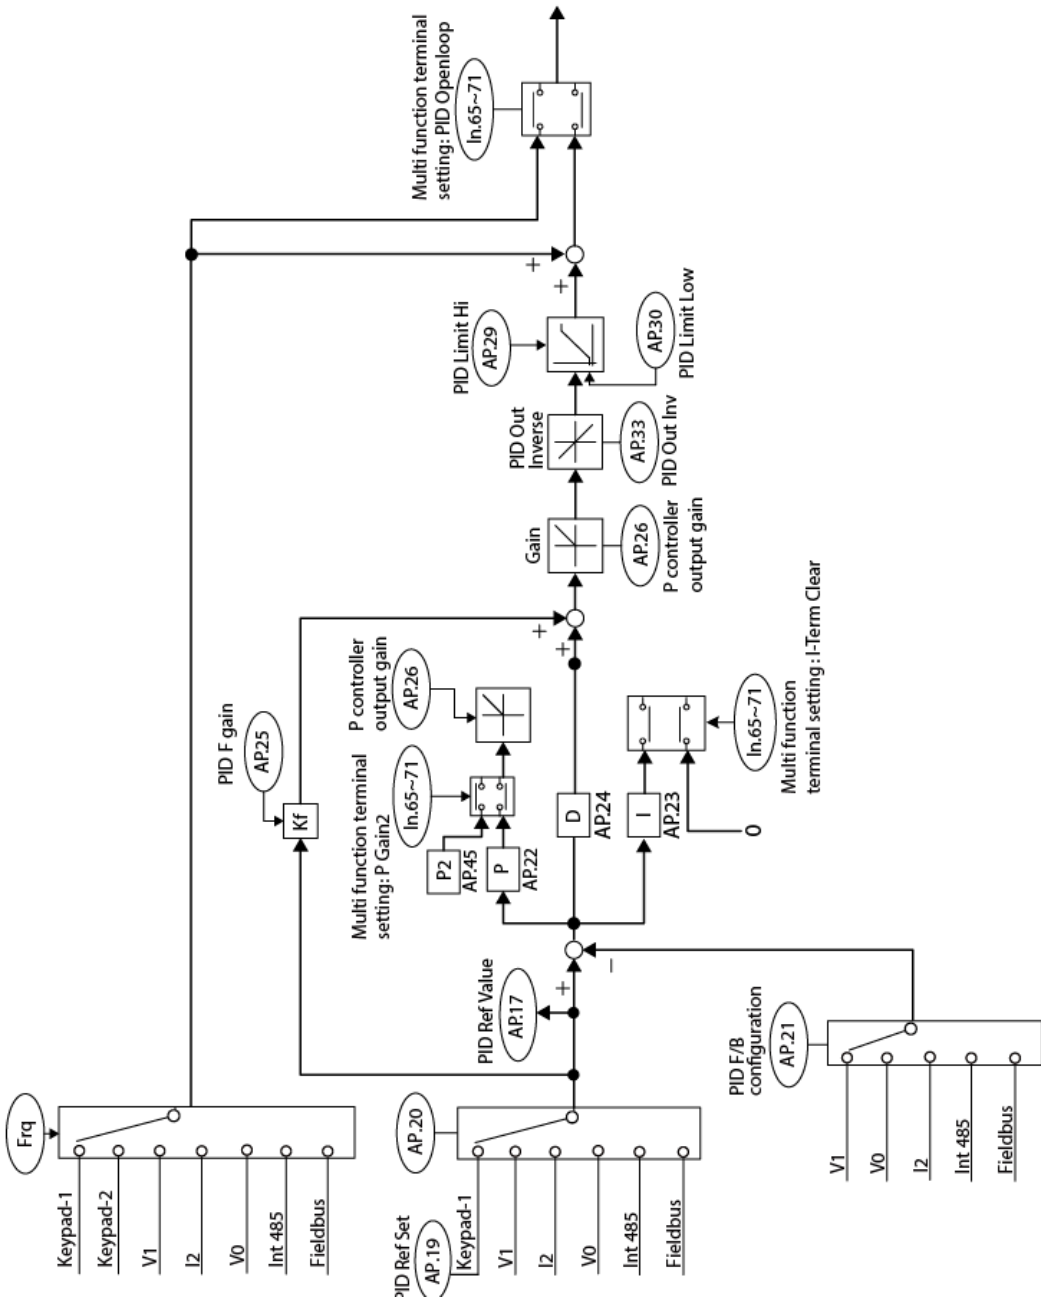 Multi function terminal
setting: PID Openloop
In.65~71
PID Limit Hi
AP.29
AP.30
PID Limit Low
PID Out
Inverse
AP.33
PID Out Inv
Gain
AP.26
P controller
output gain
+
+
+
+
PID F gain
AP.25
Kf
P controller
output gain
AP.26
Multi function terminal
setting: P Gain2
In.65~71
P2
AP.45
P
AP.22
D
AP.24
I
AP.23
0
In.65~71
Multi function
terminal setting : I-Term Clear
PID Ref Value
AP.17
+
−
PID F/B
configuration
AP.21
V1
V0
I2
Int 485
Fieldbus
Frq
Keypad-1
Keypad-2
V1
I2
V0
Int 485
Fieldbus
AP.20
PID Ref Set
AP.19
Keypad-1
V1
I2
V0
Int 485
Fieldbus